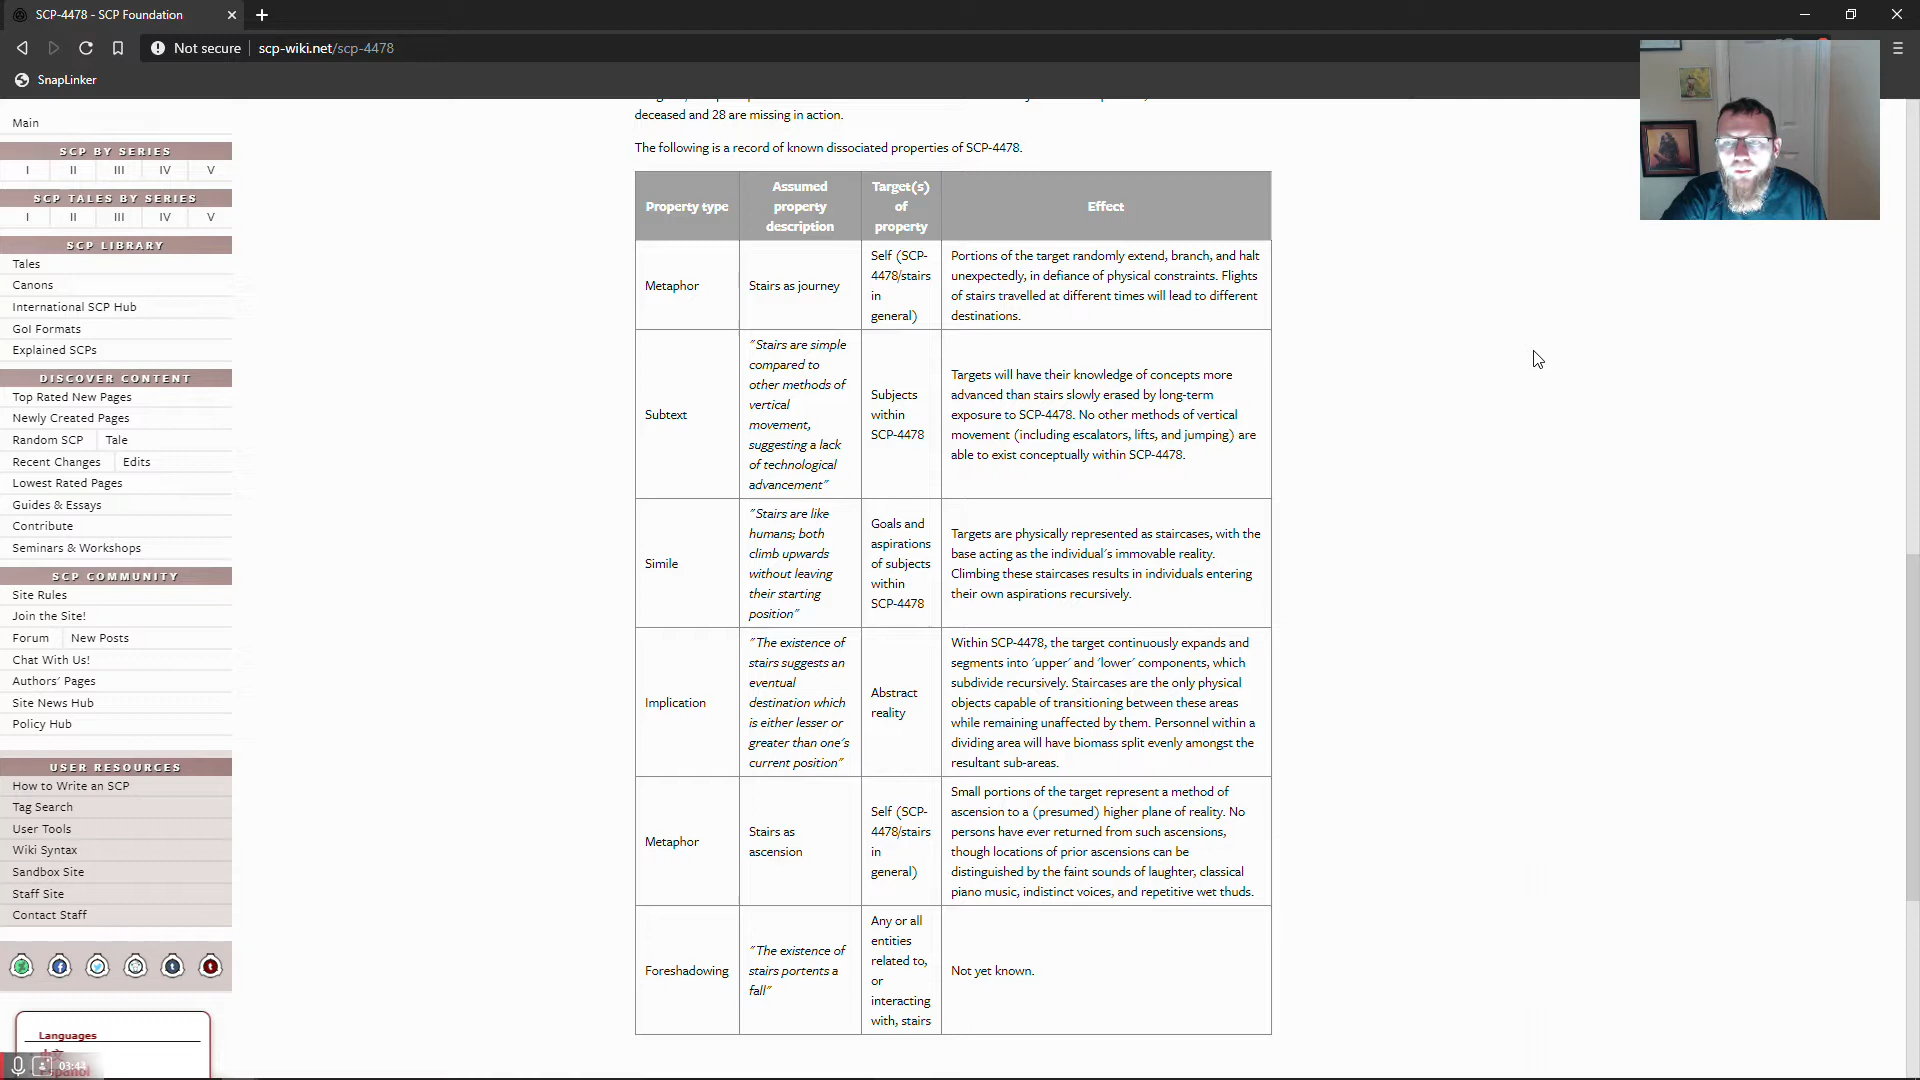 SCP-4478 - SCP Foundation
Not secure
scp-wiki.net/scp-4478
SnapLinker
Main
SCP BY SERIES
I II III IV V
SCP TALES BY SERIES
I II III IV V
SCP LIBRARY
Tales
Canons
International SCP Hub
GoI Formats
Explained SCPs
DISCOVER CONTENT
Top Rated New Pages
Newly Created Pages
Random SCP Tale
Recent Changes Edits
Lowest Rated Pages
Guides & Essays
Contribute
Seminars & Workshops
SCP COMMUNITY
Site Rules
Join the Site!
Forum New Posts
Chat With Us!
Authors' Pages
Site News Hub
Policy Hub
USER RESOURCES
How to Write an SCP
Tag Search
User Tools
Wiki Syntax
Sandbox Site
Staff Site
Contact Staff
Languages
中文
Español
03:44
deceased and 28 are missing in action.
The following is a record of known dissociated properties of SCP-4478.
Property type
Assumed
property
description
Target(s)
of
property
Effect
Metaphor
Stairs as journey
Self (SCP-
4478/stairs
in
general)
Portions of the target randomly extend, branch, and halt
unexpectedly, in defiance of physical constraints. Flights
of stairs travelled at different times will lead to different
destinations.
Subtext
"Stairs are simple
compared to
other methods of
vertical
movement,
suggesting a lack
of technological
advancement"
Subjects
within
SCP-4478
Targets will have their knowledge of concepts more
advanced than stairs slowly erased by long-term
exposure to SCP-4478. No other methods of vertical
movement (including escalators, lifts, and jumping) are
able to exist conceptually within SCP-4478.
Simile
"Stairs are like
humans; both
climb upwards
without leaving
their starting
position"
Goals and
aspirations
of subjects
within
SCP-4478
Targets are physically represented as staircases, with the
base acting as the individual's immovable reality.
Climbing these staircases results in individuals entering
their own aspirations recursively.
Implication
"The existence of
stairs suggests an
eventual
destination which
is either lesser or
greater than one's
current position"
Abstract
reality
Within SCP-4478, the target continuously expands and
segments into 'upper' and 'lower' components, which
subdivide recursively. Staircases are the only physical
objects capable of transitioning between these areas
while remaining unaffected by them. Personnel within a
dividing area will have biomass split evenly amongst the
resultant sub-areas.
Metaphor
Stairs as
ascension
Self (SCP-
4478/stairs
in
general)
Small portions of the target represent a method of
ascension to a (presumed) higher plane of reality. No
persons have ever returned from such ascensions,
though locations of prior ascensions can be
distinguished by the faint sounds of laughter, classical
piano music, indistinct voices, and repetitive wet thuds.
Foreshadowing
"The existence of
stairs portents a
fall"
Any or all
entities
related to,
or
interacting
with, stairs
Not yet known.